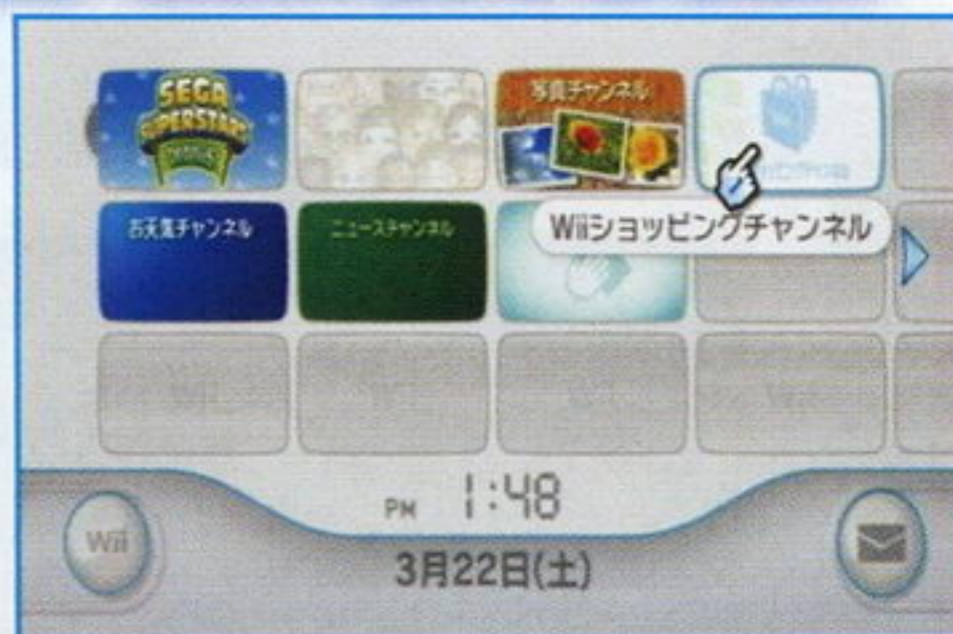 SEGA
SUPERSTARS
写真チャンネル
お天気チャンネル
ニュースチャンネル
Wiiショッピングチャンネル
PM 1:48
Wii
3月22日(土)